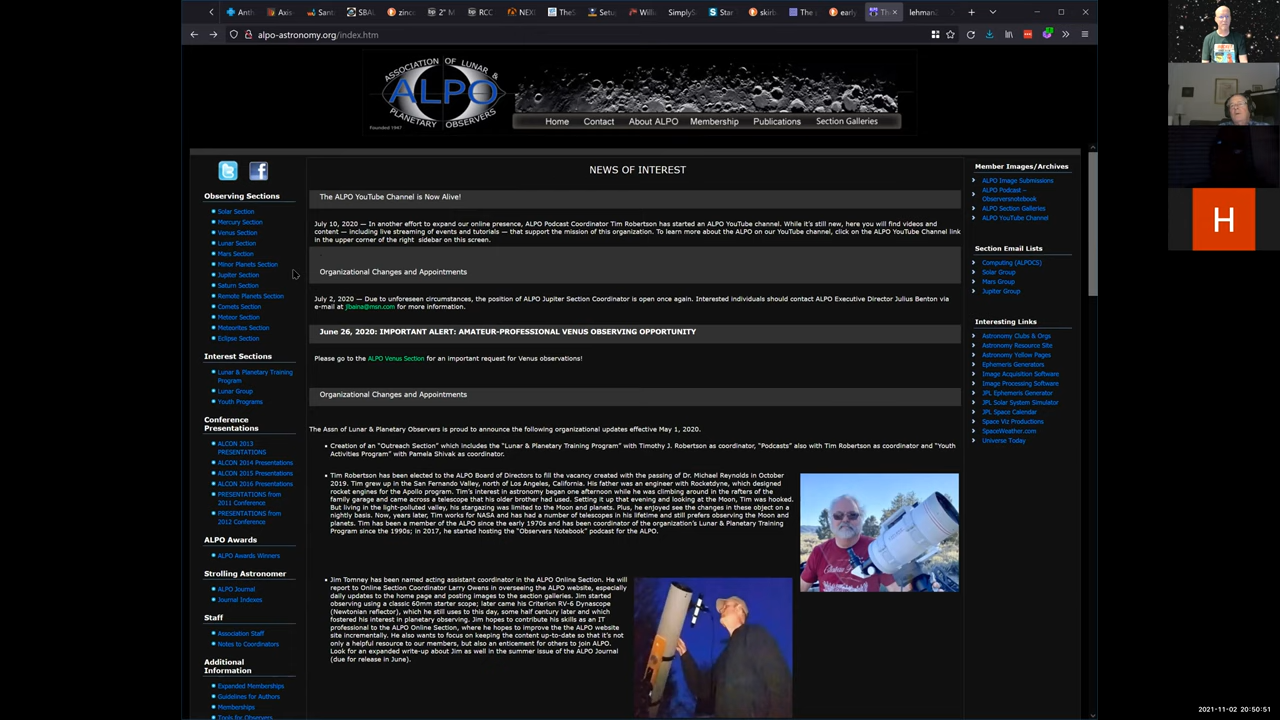 Anth
Axis
Sant
SBAL
zinc
2" M
RCC
NEX
TheS
Setu
Willi
SimplyS
Star
skirb
The s
early
Th
lehman
alpo-astronomy.org/index.htm
ASSOCIATION OF LUNAR &
ALPO
PLANETARY OBSERVERS
Founded 1947
Home Contact About ALPO Membership Publications Section Galleries
Observing Sections
Solar Section
Mercury Section
Venus Section
Lunar Section
Mars Section
Minor Planets Section
Jupiter Section
Saturn Section
Remote Planets Section
Comets Section
Meteor Section
Meteorites Section
Eclipse Section
Interest Sections
Lunar & Planetary Training
Program
Lunar Group
Youth Programs
Conference
Presentations
ALCON 2013
PRESENTATIONS
ALCON 2014 Presentations
ALCON 2015 Presentations
ALCON 2016 Presentations
PRESENTATIONS from
2011 Conference
PRESENTATIONS from
2012 Conference
ALPO Awards
ALPO Awards Winners
Strolling Astronomer
ALPO Journal
Journal Indexes
Staff
Association Staff
Notes to Coordinators
Additional
Information
Expanded Memberships
Guidelines for Authors
Memberships
Tools for Observers
NEWS OF INTEREST
The ALPO YouTube Channel is Now Alive!
July 10, 2020 — In another effort to expand our online presence, ALPO Podcast Coordinator Tim Robertson has started an ALPO YouTube channel. While it's still new, here you will find videos and
content — including live streaming of events and tutorials — that support the mission of this organization. To learn more about the ALPO on our YouTube channel, click on the ALPO YouTube Channel link
in the upper corner of the right sidebar on this screen.
Organizational Changes and Appointments
July 2, 2020 — Due to unforeseen circumstances, the position of ALPO Jupiter Section Coordinator is open once again. Interested individuals should contact ALPO Executive Director Julius Benton via
e-mail at jlbaina@msn.com for more information.
June 26, 2020: IMPORTANT ALERT: AMATEUR-PROFESSIONAL VENUS OBSERVING OPPORTUNITY
Please go to the ALPO Venus Section for an important request for Venus observations!
Organizational Changes and Appointments
The Assn of Lunar & Planetary Observers is proud to announce the following organizational updates effective May 1, 2020.
Creation of an "Outreach Section" which includes the "Lunar & Planetary Training Program" with Timothy J. Robertson as coordinator, "Podcasts" also with Tim Robertson as coordinator and "Youth
Activities Program" with Pamela Shivak as coordinator.
Tim Robertson has been elected to the ALPO Board of Directors to fill the vacancy created with the passing of Dr. Michael Reynolds in October
2019. Tim grew up in the San Fernando Valley, north of Los Angeles, California. His father was an engineer with Rocketdyne, which designed
rocket engines for the Apollo program. Tim's interest in astronomy began one afternoon while he was climbing around in the rafters of the
family garage and came across a telescope that his older brother had used. Setting it up that evening and looking at the Moon, Tim was hooked.
But living in the light-polluted valley, his stargazing was limited to the Moon and planets. Plus, he enjoyed see the changes in these object on a
nightly basis. Now, years later, Tim works for NASA and has had a number of telescopes in his lifetime and still prefers observing the Moon and
planets. Tim has been a member of the ALPO since the early 1970s and has been coordinator of the organization's Lunar & Planetary Training
Program since the 1990s; in 2017, he started hosting the "Observers Notebook" podcast for the ALPO.
Jim Tomney has been named acting assistant coordinator in the ALPO Online Section. He will
report to Online Section Coordinator Larry Owens in overseeing the ALPO website, especially
daily updates to the home page and posting images to the section galleries. Jim started
observing using a classic 60mm starter scope; later came his Criterion RV-6 Dynascope
(Newtonian reflector), which he still uses to this day, some half century later and which
fostered his interest in planetary observing. Jim hopes to contribute his skills as an IT
professional to the ALPO Online Section, where he hopes to improve the the ALPO website
site incrementally. He also wants to focus on keeping the content up-to-date so that it's not
only a helpful resource to our members, but also an enticement for others to join ALPO.
Look for an expanded write-up about Jim as well in the summer issue of the ALPO Journal
(due for release in June).
Member Images/Archives
ALPO Image Submissions
ALPO Podcast –
Observersnotebook
ALPO Section Galleries
ALPO YouTube Channel
Section Email Lists
Computing (ALPOCS)
Solar Group
Mars Group
Jupiter Group
Interesting Links
Astronomy Clubs & Orgs
Astronomy Resource Site
Astronomy Yellow Pages
Ephemeris Generators
Image Acquisition Software
Image Processing Software
JPL Ephemeris Generator
JPL Solar System Simulator
JPL Space Calendar
Space Viz Productions
SpaceWeather.com
Universe Today
H
2021-11-02 20:50:51